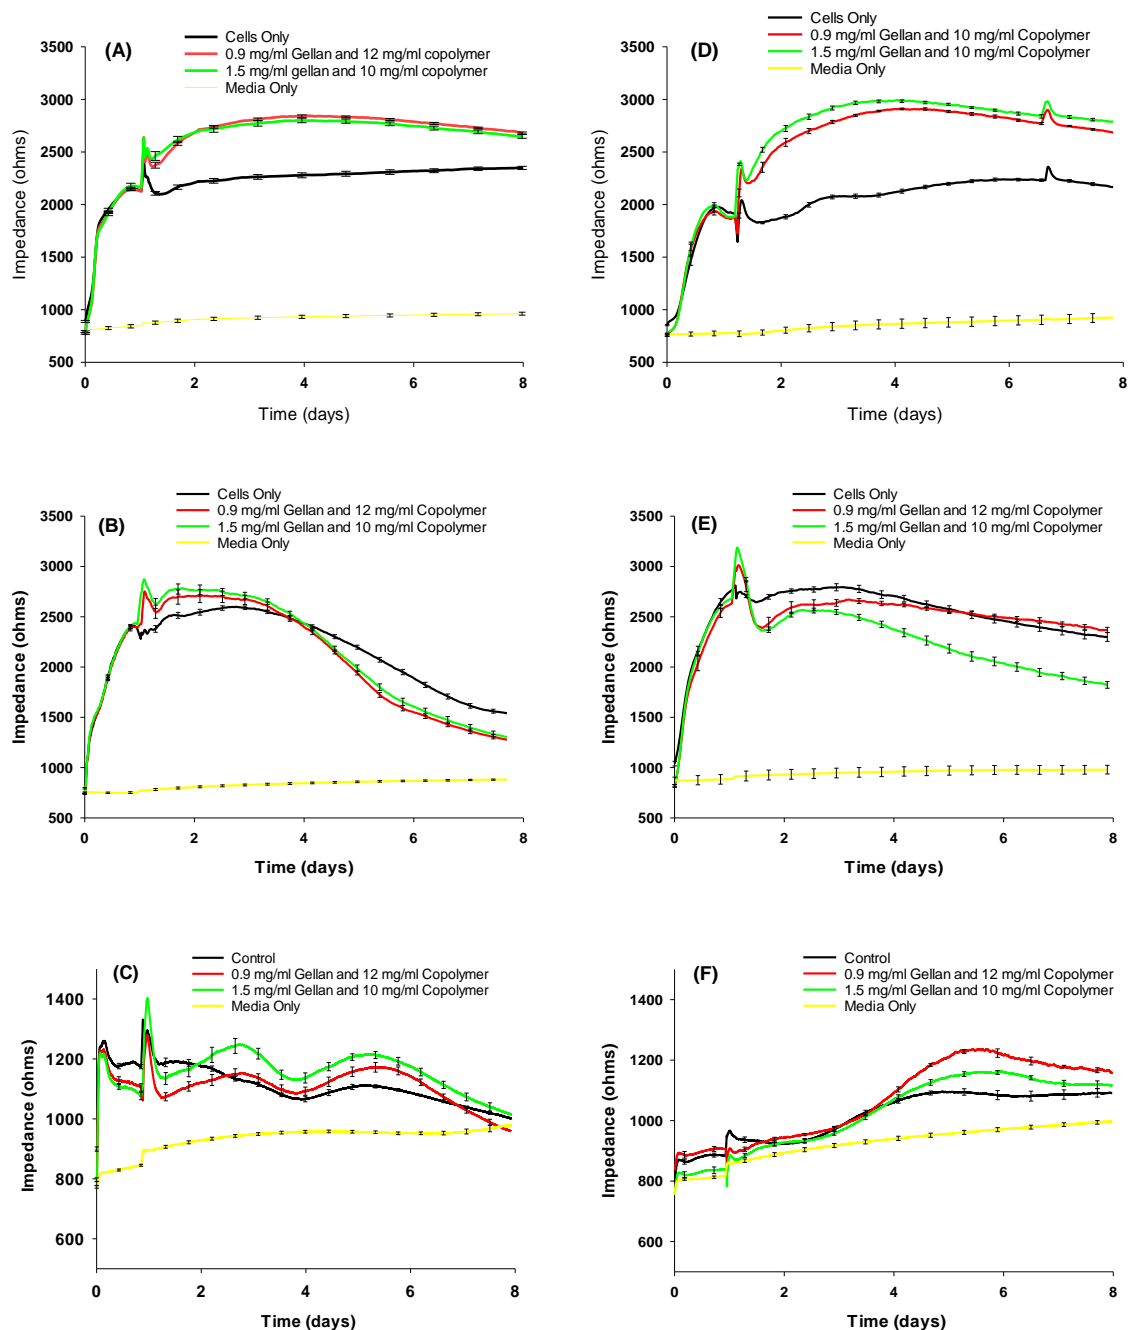 (A)
Cells Only
0.9 mg/ml Gellan and 12 mg/ml copolymer
1.5 mg/ml gellan and 10 mg/ml copolymer
Media Only
3500
3000
2500
2000
1500
1000
500
Impedance (ohms)
0 2 4 6 8
Time (days)
(D)
Cells Only
0.9 mg/ml Gellan and 10 mg/ml Copolymer
1.5 mg/ml Gellan and 10 mg/ml Copolymer
Media Only
3500
3000
2500
2000
1500
1000
500
Impedance (ohms)
0 2 4 6 8
Time (days)
(B)
Cells Only
0.9 mg/ml Gellan and 12 mg/ml Copolymer
1.5 mg/ml Gellan and 10 mg/ml Copolymer
Media Only
3500
3000
2500
2000
1500
1000
500
Impedance (ohms)
0 2 4 6 8
Time (days)
(E)
Cells Only
0.9 mg/ml Gellan and 12 mg/ml Copolymer
1.5 mg/ml Gellan and 10 mg/ml Copolymer
Media Only
3500
3000
2500
2000
1500
1000
500
Impedance (ohms)
0 2 4 6 8
Time (days)
(C)
Control
0.9 mg/ml Gellan and 12 mg/ml Copolymer
1.5 mg/ml Gellan and 10 mg/ml Copolymer
Media Only
1400
1200
1000
800
600
Impedance (ohms)
0 2 4 6 8
Time (days)
(F)
Control
0.9 mg/ml Gellan and 12 mg/ml Copolymer
1.5 mg/ml Gellan and 10 mg/ml Copolymer
Media Only
1400
1200
1000
800
600
Impedance (ohms)
0 2 4 6 8
Time (days)